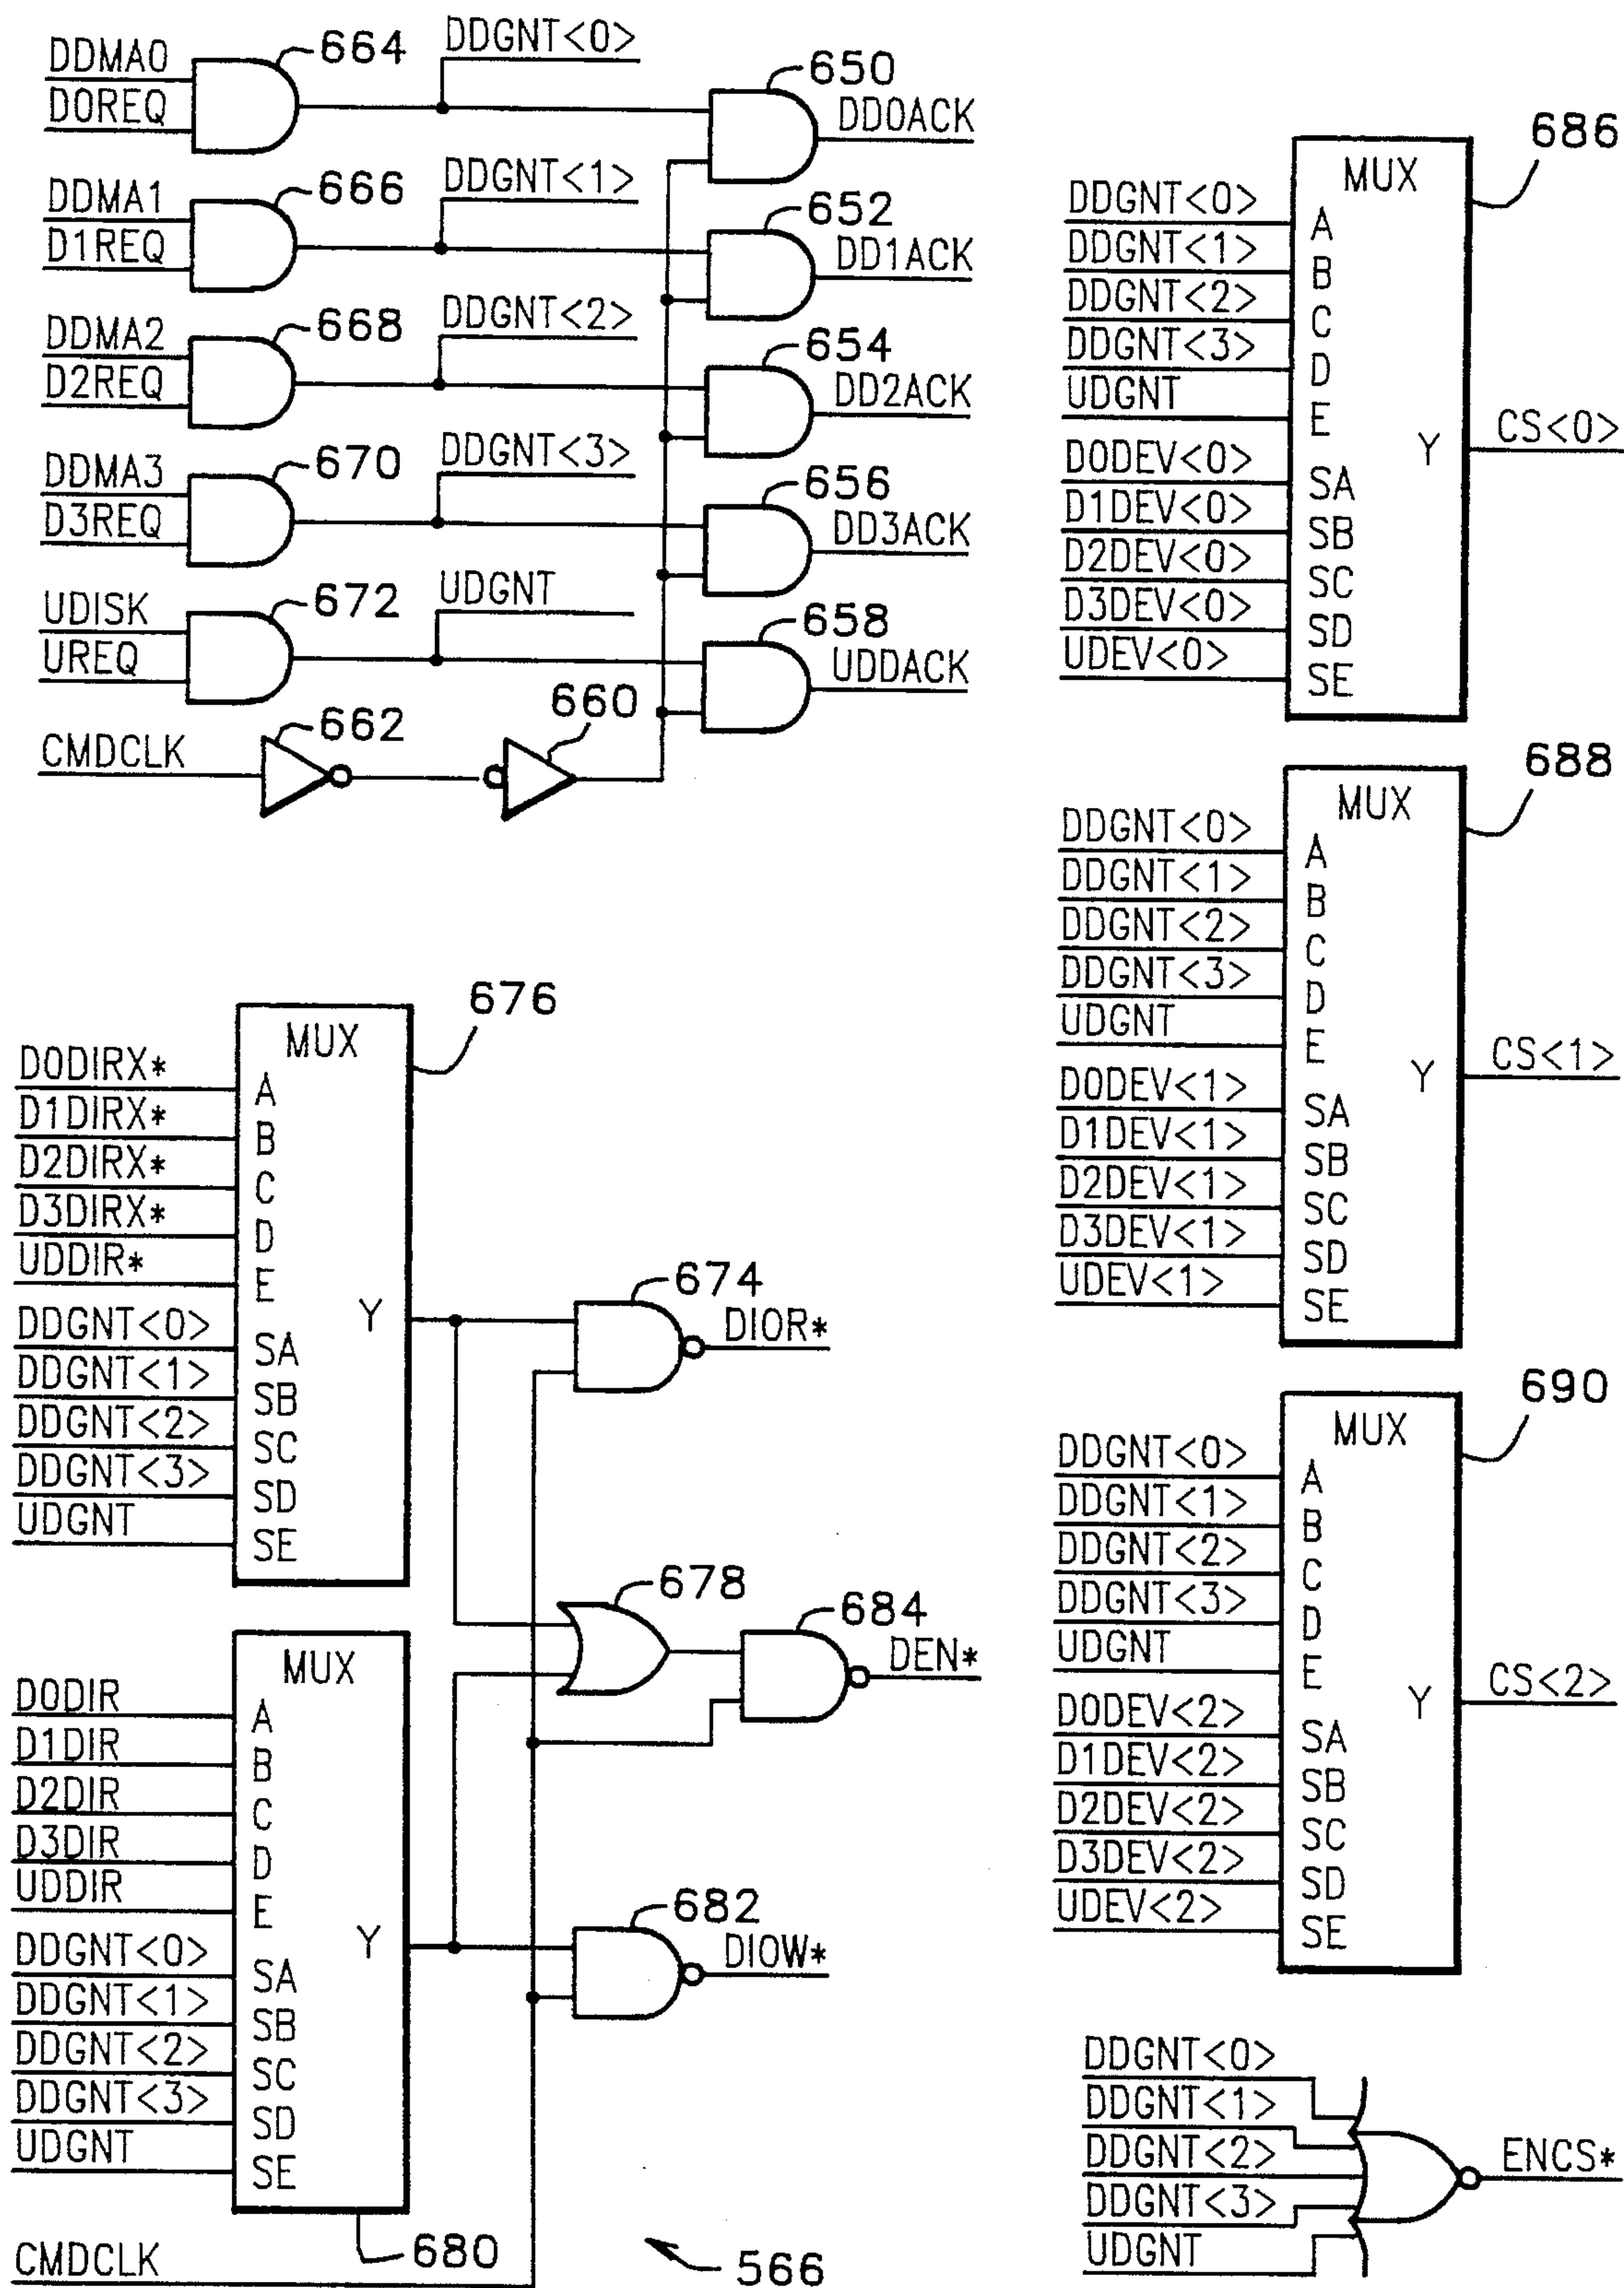 DDMA0
D0REQ
664
DDGNT<0>
650
DD0ACK
DDMA1
D1REQ
666
DDGNT<1>
652
DD1ACK
DDMA2
D2REQ
668
DDGNT<2>
654
DD2ACK
DDMA3
D3REQ
670
DDGNT<3>
656
DD3ACK
UDISK
UREQ
672
UDGNT
658
UDDACK
CMDCLK
662
660
676
MUX
D0DIRX*
A
D1DIRX*
B
D2DIRX*
C
D3DIRX*
D
UDDIR*
E
Y
DDGNT<0>
SA
DDGNT<1>
SB
DDGNT<2>
SC
DDGNT<3>
SD
UDGNT
SE
674
DIOR*
678
684
DEN*
MUX
D0DIR
A
D1DIR
B
D2DIR
C
D3DIR
D
UDDIR
E
Y
DDGNT<0>
SA
DDGNT<1>
SB
DDGNT<2>
SC
DDGNT<3>
SD
UDGNT
SE
682
DIOW*
680
CMDCLK
566
686
MUX
DDGNT<0>
A
DDGNT<1>
B
DDGNT<2>
C
DDGNT<3>
D
UDGNT
E
Y
CS<0>
D0DEV<0>
SA
D1DEV<0>
SB
D2DEV<0>
SC
D3DEV<0>
SD
UDEV<0>
SE
688
MUX
DDGNT<0>
A
DDGNT<1>
B
DDGNT<2>
C
DDGNT<3>
D
UDGNT
E
Y
CS<1>
D0DEV<1>
SA
D1DEV<1>
SB
D2DEV<1>
SC
D3DEV<1>
SD
UDEV<1>
SE
690
MUX
DDGNT<0>
A
DDGNT<1>
B
DDGNT<2>
C
DDGNT<3>
D
UDGNT
E
Y
CS<2>
D0DEV<2>
SA
D1DEV<2>
SB
D2DEV<2>
SC
D3DEV<2>
SD
UDEV<2>
SE
DDGNT<0>
DDGNT<1>
DDGNT<2>
DDGNT<3>
UDGNT
ENCS*